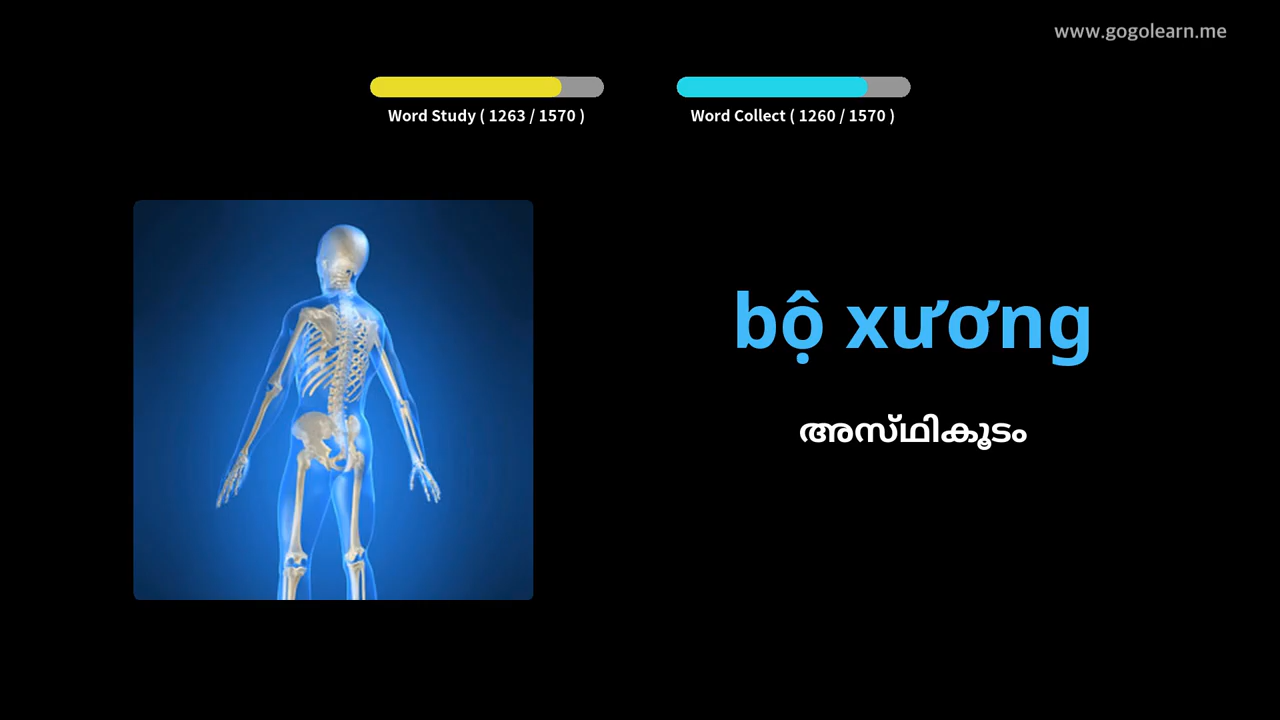 www.gogolearn.me
Word Study ( 1263 / 1570 )
Word Collect ( 1260 / 1570 )
bộ xương
അസ്ഥികൂടം